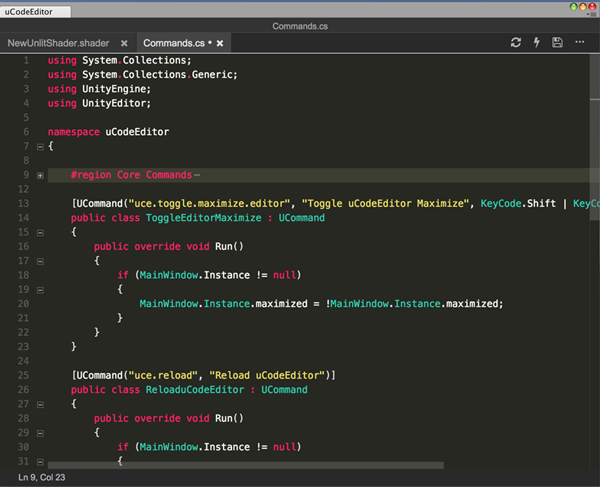 uCodeEditor
Commands.cs
NewUnlitShader.shader
Commands.cs
1 using System.Collections;
2 using System.Collections.Generic;
3 using UnityEngine;
4 using UnityEditor;
5
6 namespace uCodeEditor
7 {
8
9 #region Core Commands
12
13 [UCommand("uce.toggle.maximize.editor", "Toggle uCodeEditor Maximize", KeyCode.Shift | KeyCo
14 public class ToggleEditorMaximize : UCommand
15 {
16 public override void Run()
17 {
18 if (MainWindow.Instance != null)
19 {
20 MainWindow.Instance.maximized = !MainWindow.Instance.maximized;
21 }
22 }
23 }
24
25 [UCommand("uce.reload", "Reload uCodeEditor")]
26 public class ReloaduCodeEditor : UCommand
27 {
28 public override void Run()
29 {
30 if (MainWindow.Instance != null)
31 {
Ln 9, Col 23